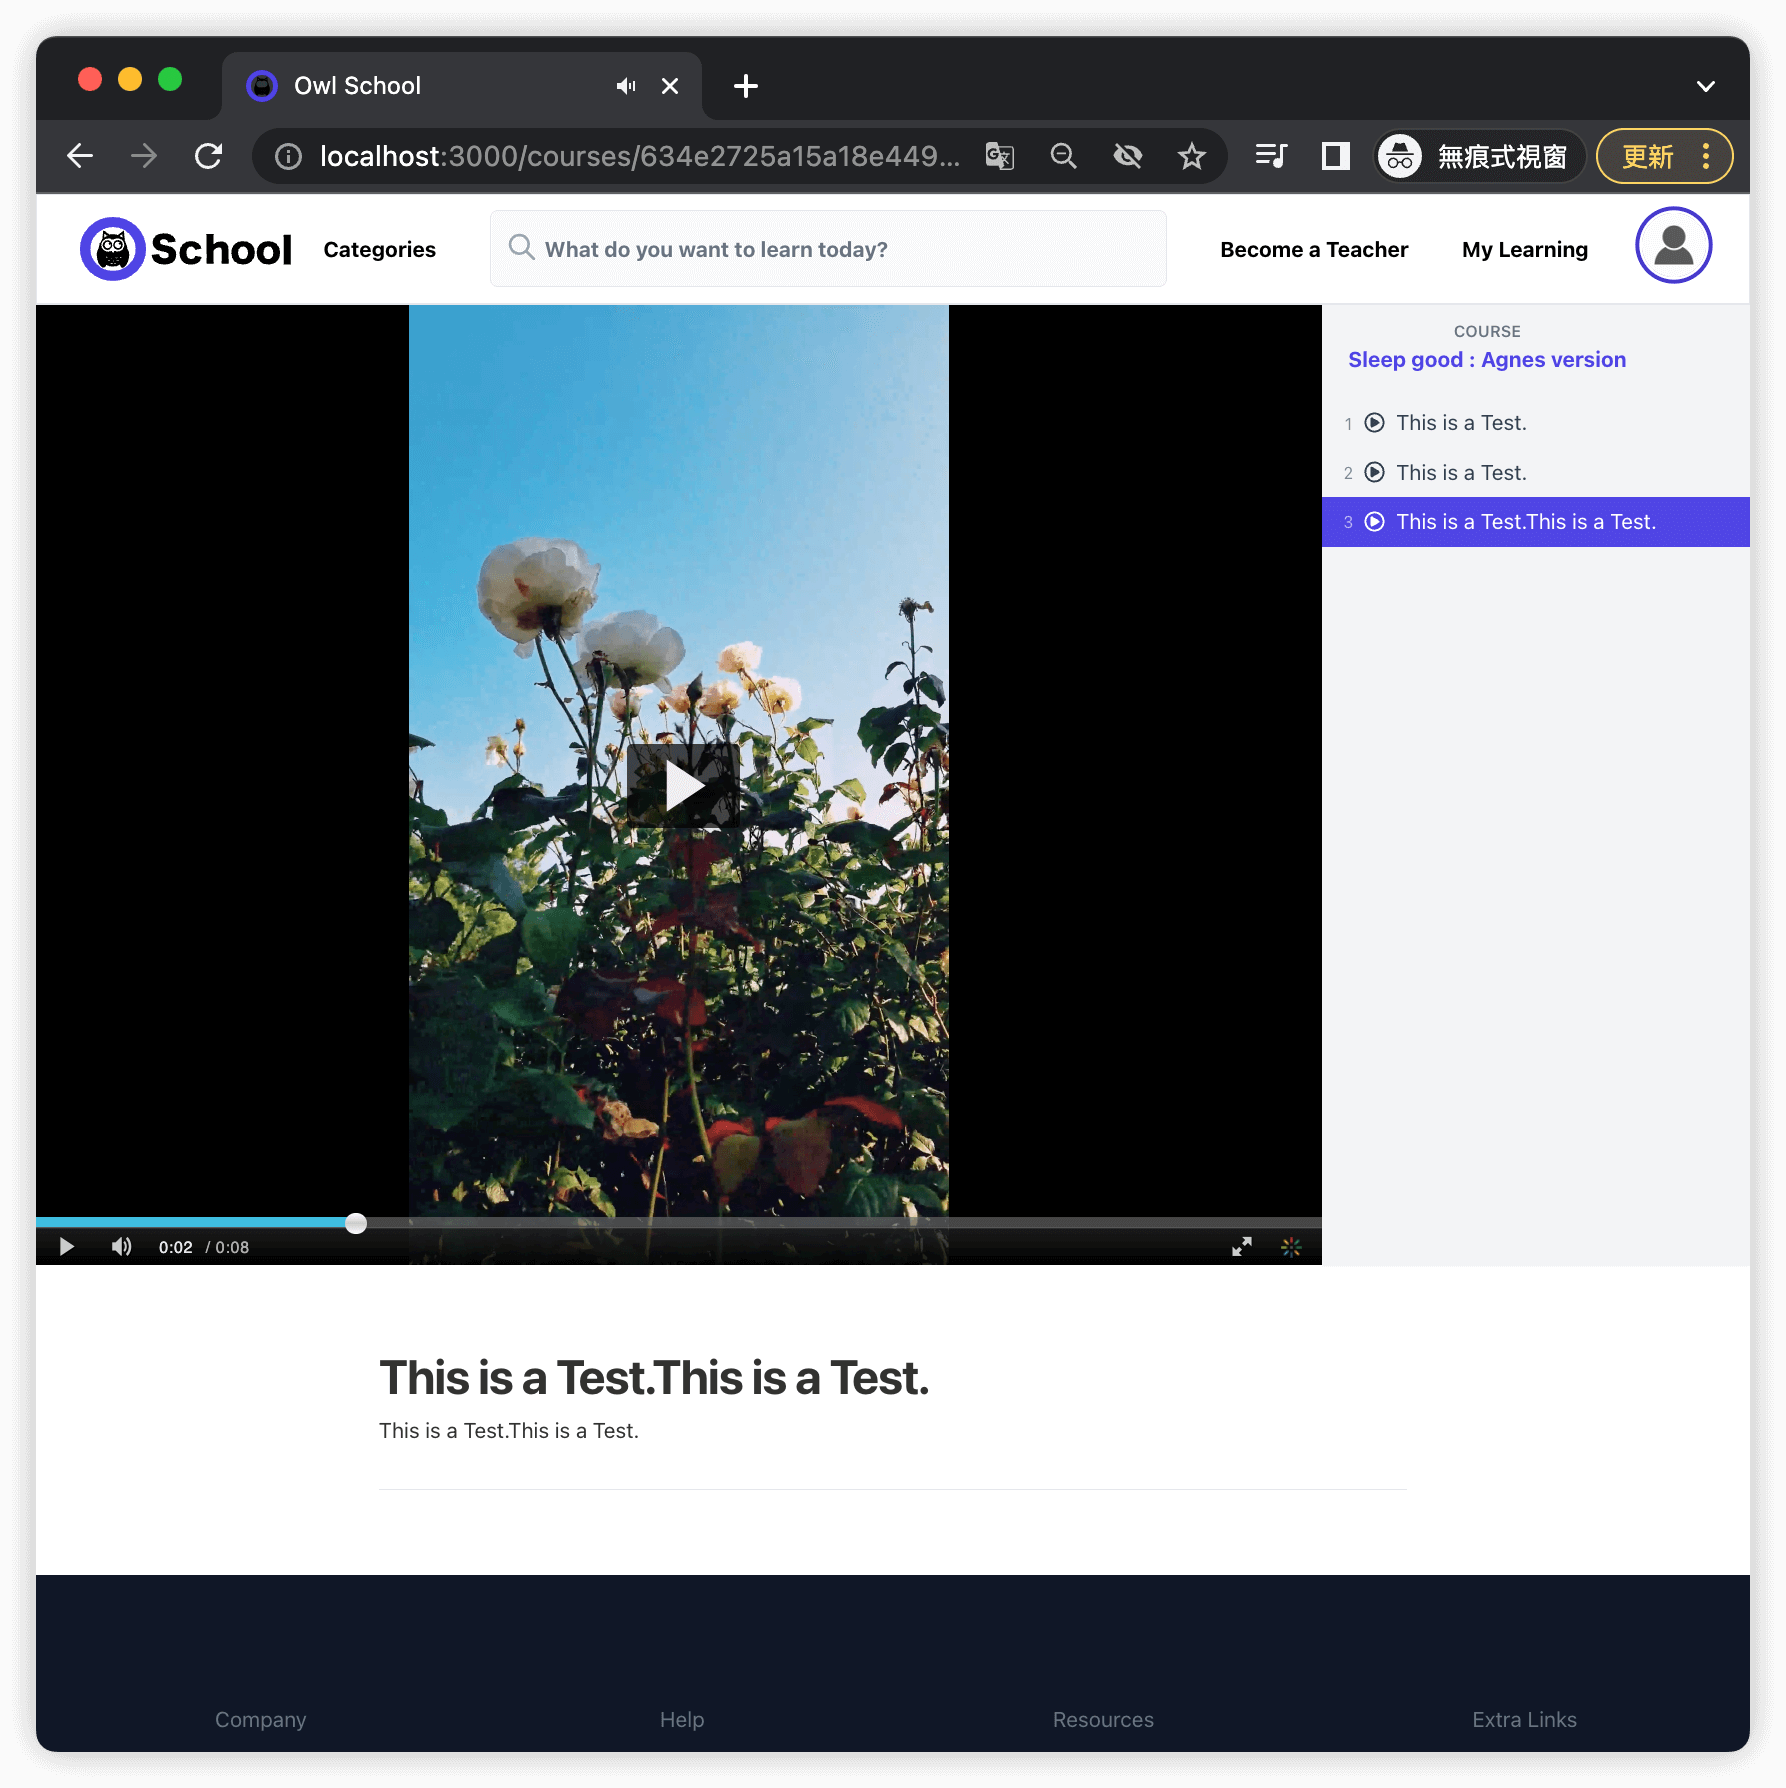 Owl School
localhost:3000/courses/634e2725a15a18e449...
無痕式視窗
更新
School
Categories
What do you want to learn today?
Become a Teacher
My Learning
COURSE
Sleep good : Agnes version
1 This is a Test.
2 This is a Test.
3 This is a Test.This is a Test.
0:02 / 0:08
This is a Test.This is a Test.
This is a Test.This is a Test.
Company
Help
Resources
Extra Links